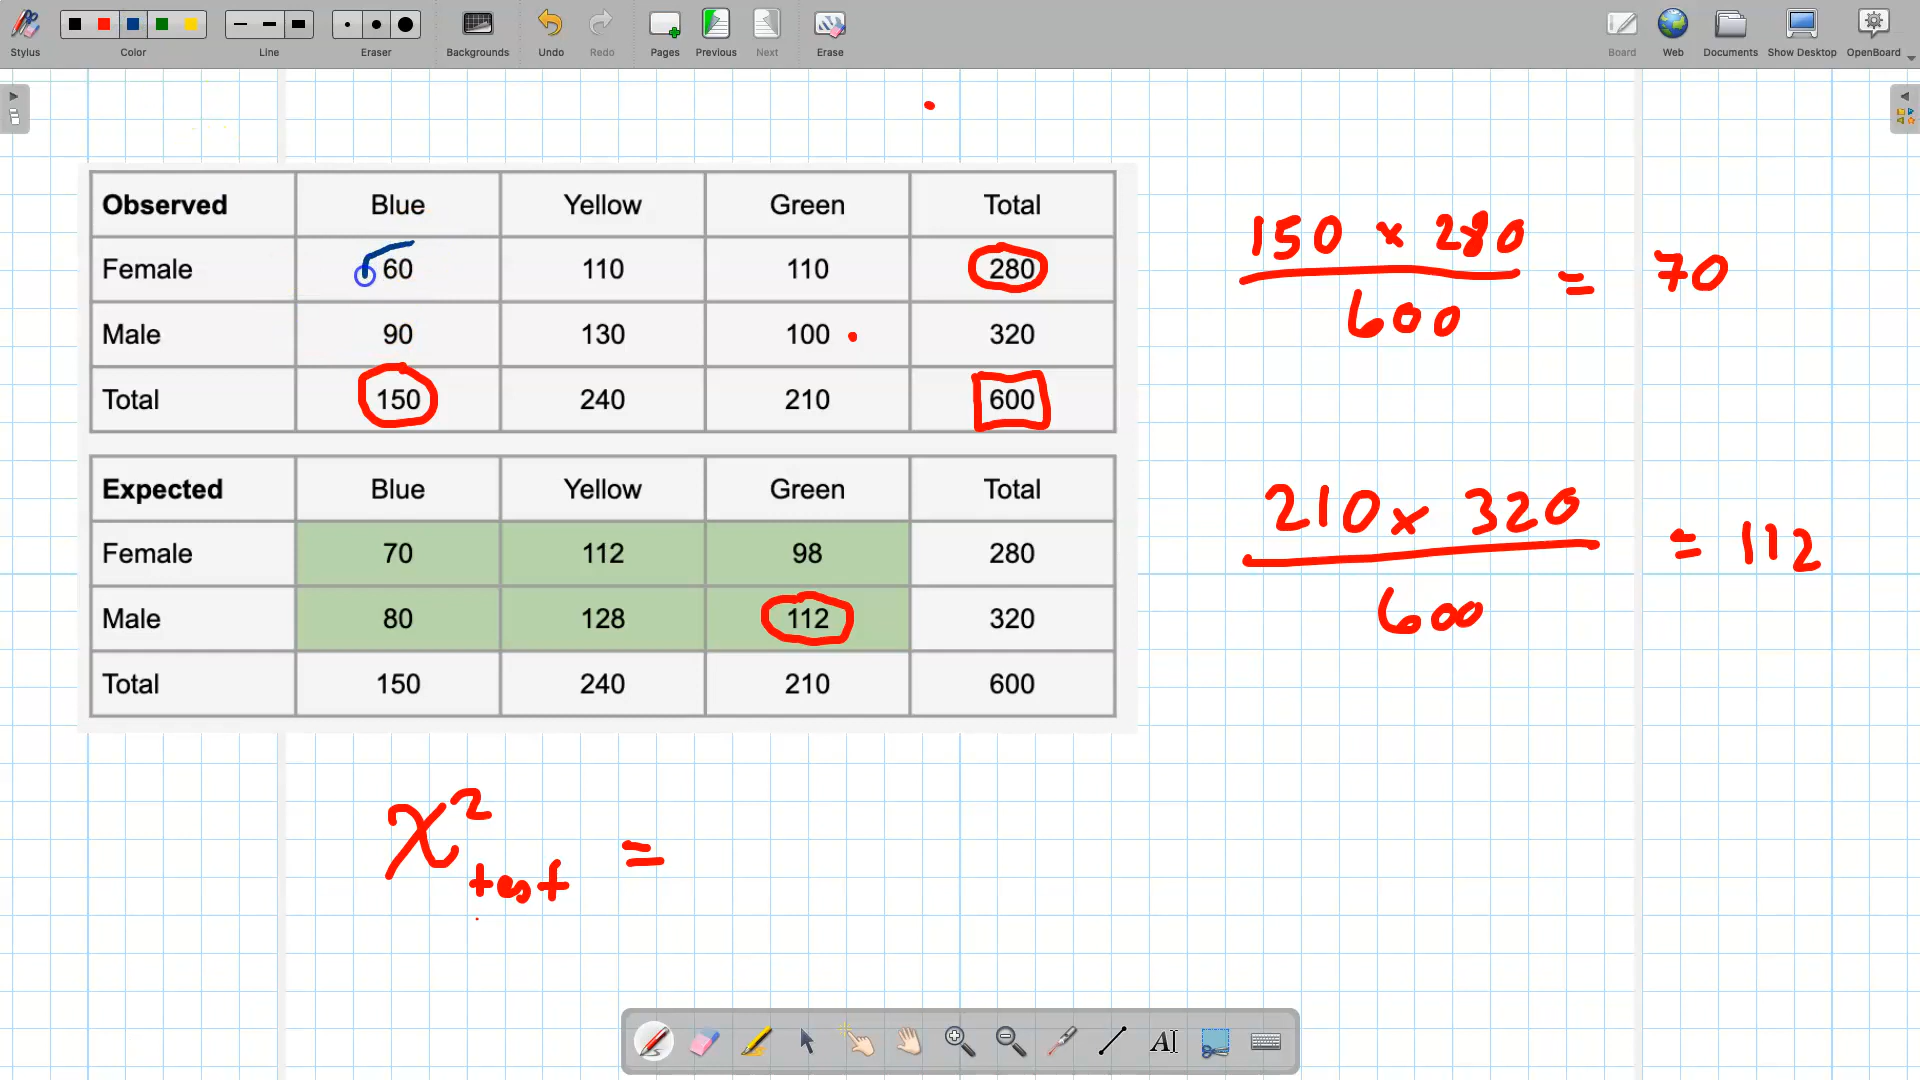 Stylus Color Line Eraser Backgrounds Undo Redo Pages Previous Next Erase Board Web Documents Show Desktop OpenBoard
Observed Blue Yellow Green Total
Female 60 110 110 280
Male 90 130 100 320
Total 150 240 210 600
Expected Blue Yellow Green Total
Female 70 112 98 280
Male 80 128 112 320
Total 150 240 210 600
150 × 280
600
= 70
210 × 320
600
= 112
χ² test =
AI